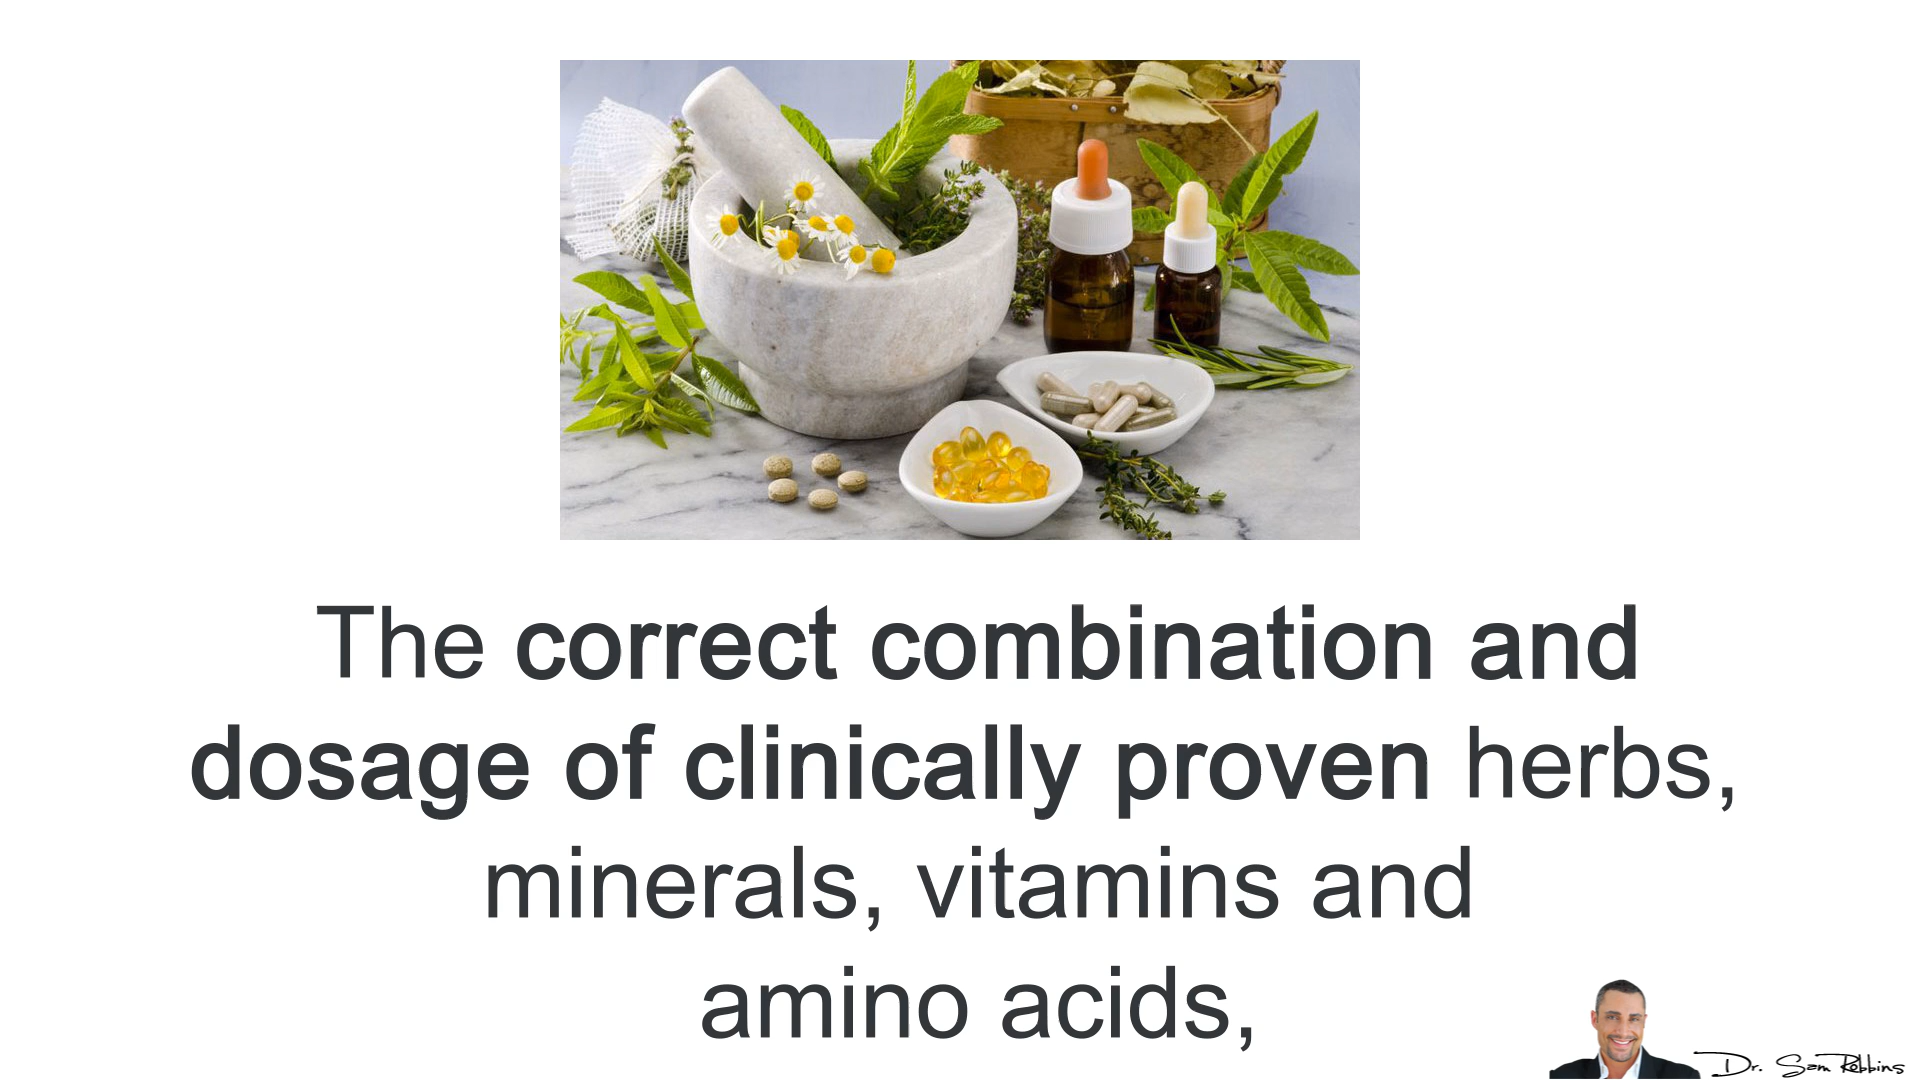 The correct combination and
dosage of clinically proven herbs,
minerals, vitamins and
amino acids,
Dr. Sam Robbins